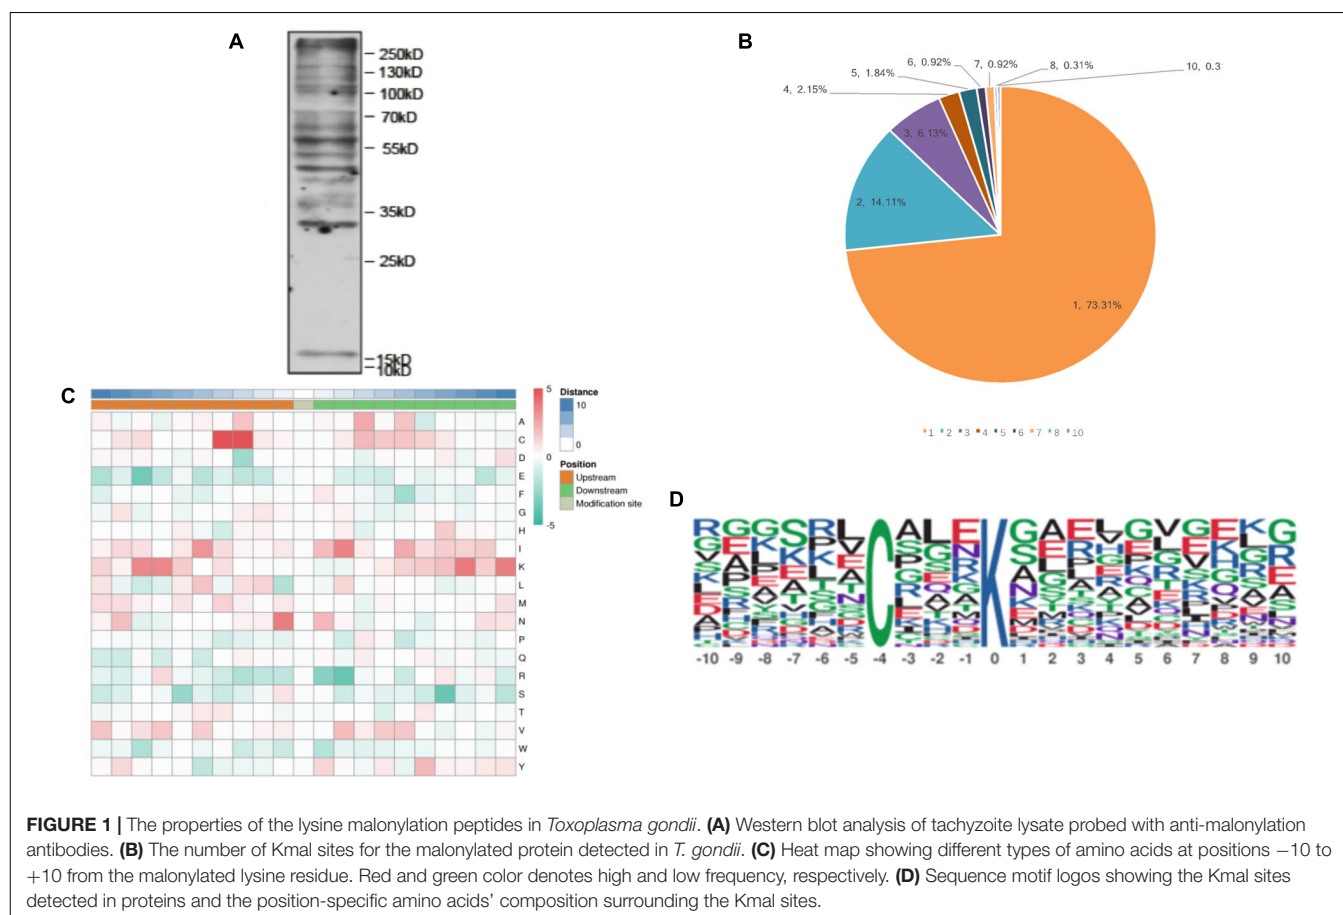 A
250kD
130kD
100kD
70kD
55kD
35kD
25kD
15kD
10kD
B
1, 73.31%
2, 14.11%
3, 6.13%
4, 2.15%
5, 1.84%
6, 0.92%
7, 0.92%
8, 0.31%
10, 0.3
1 2 3 4 5 6 7 8 10
C
5
0
-5
Distance
10
0
Position
Upstream
Downstream
Modification site
A
C
D
E
F
G
H
I
K
L
M
N
P
Q
R
S
T
V
W
Y
D
R G G S R L C A L E K G A E L G V G E K G
-10 -9 -8 -7 -6 -5 -4 -3 -2 -1 0 1 2 3 4 5 6 7 8 9 10
FIGURE 1 | The properties of the lysine malonylation peptides in Toxoplasma gondii. (A) Western blot analysis of tachyzoite lysate probed with anti-malonylation
antibodies. (B) The number of Kmal sites for the malonylated protein detected in T. gondii. (C) Heat map showing different types of amino acids at positions −10 to
+10 from the malonylated lysine residue. Red and green color denotes high and low frequency, respectively. (D) Sequence motif logos showing the Kmal sites
detected in proteins and the position-specific amino acids' composition surrounding the Kmal sites.